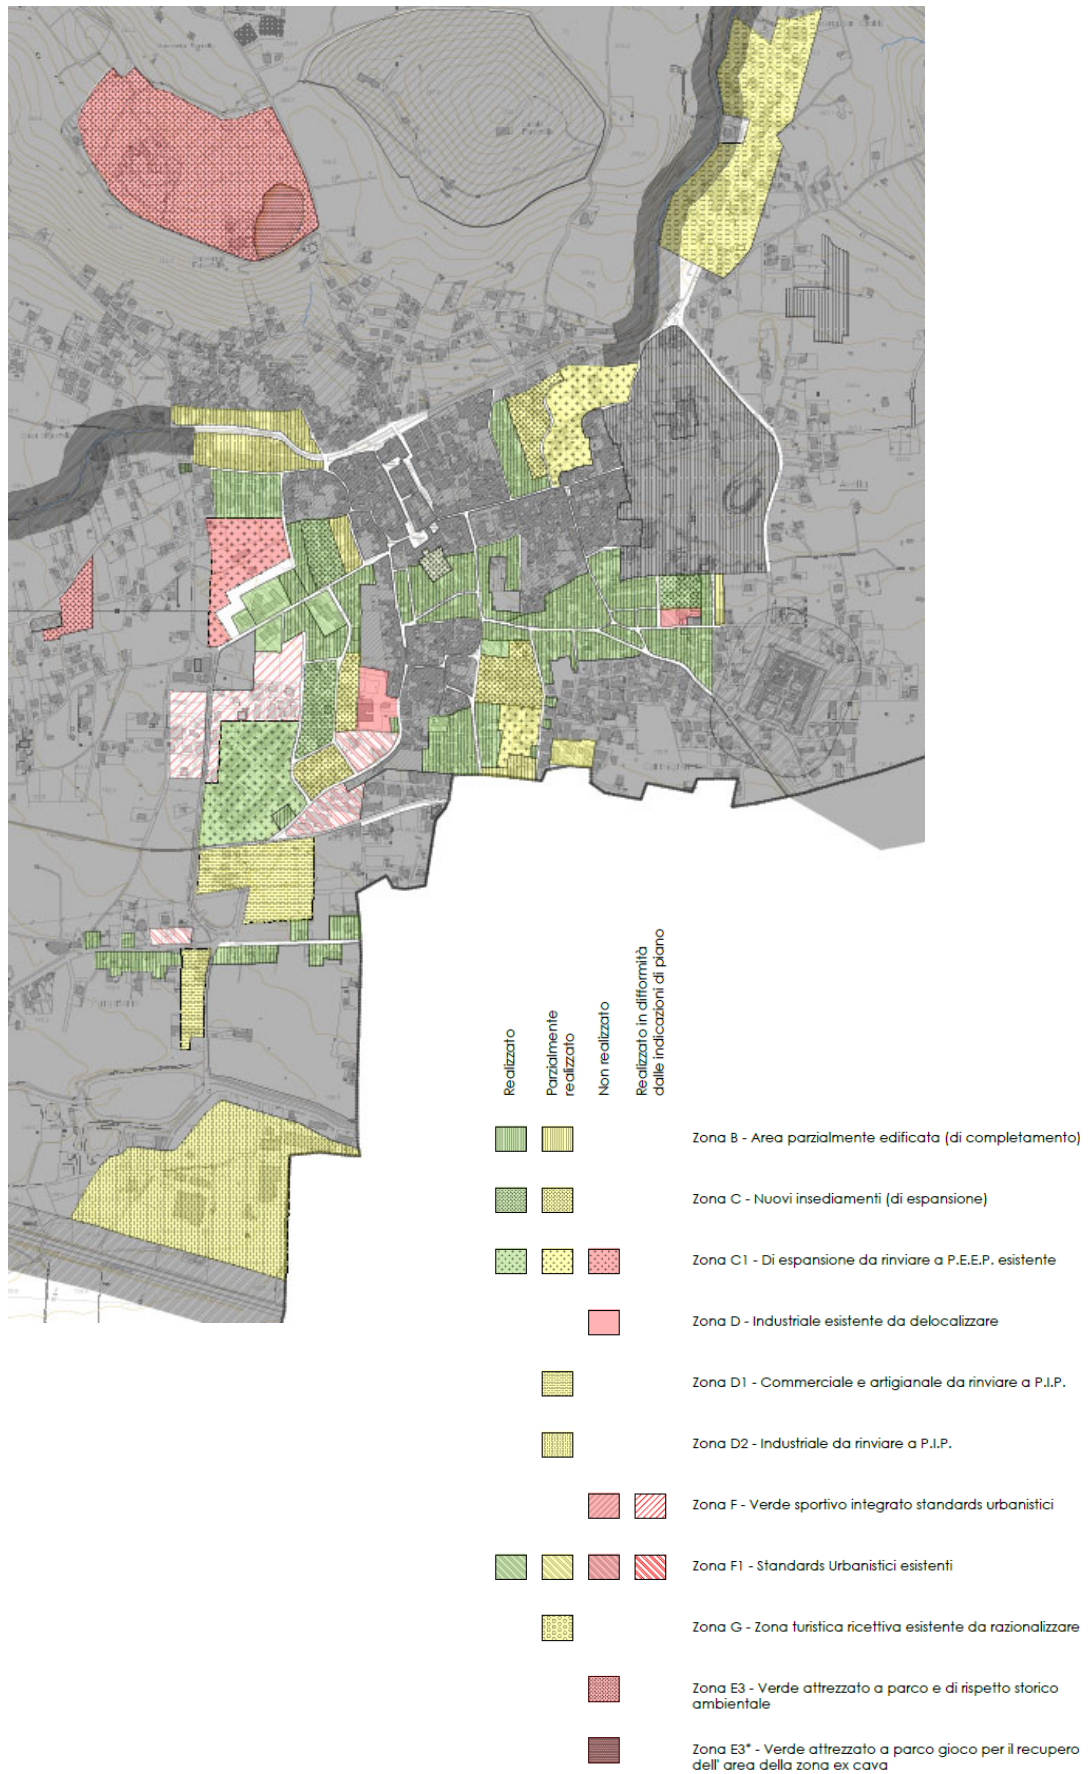 Realizzato
Parzialmente
realizzato
Non realizzato
Realizzato in difformità
dalle indicazioni di piano
Zona B - Area parzialmente edificata (di completamento)
Zona C - Nuovi insediamenti (di espansione)
Zona C1 - Di espansione da rinviare a P.E.E.P. esistente
Zona D - Industriale esistente da delocalizzare
Zona D1 - Commerciale e artigianale da rinviare a P.I.P.
Zona D2 - Industriale da rinviare a P.I.P.
Zona F - Verde sportivo integrato standards urbanistici
Zona F1 - Standards Urbanistici esistenti
Zona G - Zona turistica ricettiva esistente da razionalizzare
Zona E3 - Verde attrezzato a parco e di rispetto storico
ambientale
Zona E3* - Verde attrezzato a parco gioco per il recupero
dell' area della zona ex cava